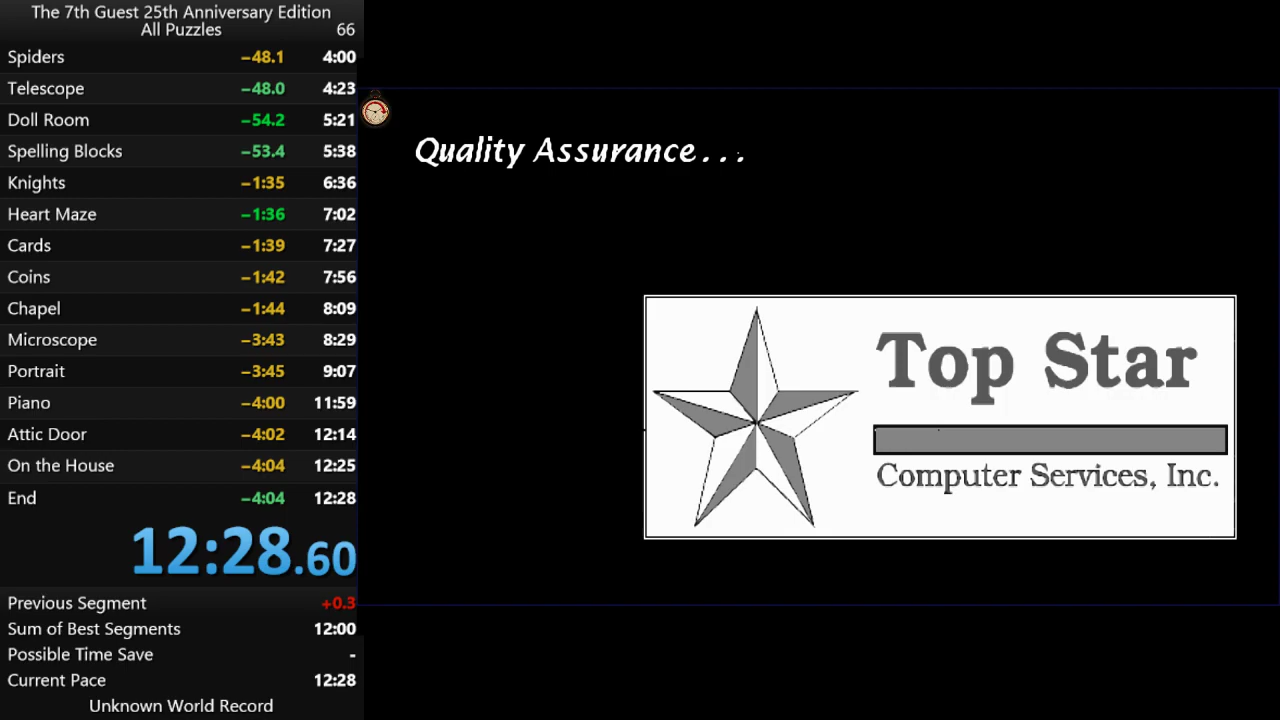 The 7th Guest 25th Anniversary Edition
All Puzzles 66
Spiders −48.1 4:00
Telescope −48.0 4:23
Doll Room −54.2 5:21
Spelling Blocks −53.4 5:38
Knights −1:35 6:36
Heart Maze −1:36 7:02
Cards −1:39 7:27
Coins −1:42 7:56
Chapel −1:44 8:09
Microscope −3:43 8:29
Portrait −3:45 9:07
Piano −4:00 11:59
Attic Door −4:02 12:14
On the House −4:04 12:25
End −4:04 12:28
12:28.60
Previous Segment +0.3
Sum of Best Segments 12:00
Possible Time Save -
Current Pace 12:28
Unknown World Record
Quality Assurance...
Top Star
Computer Services, Inc.